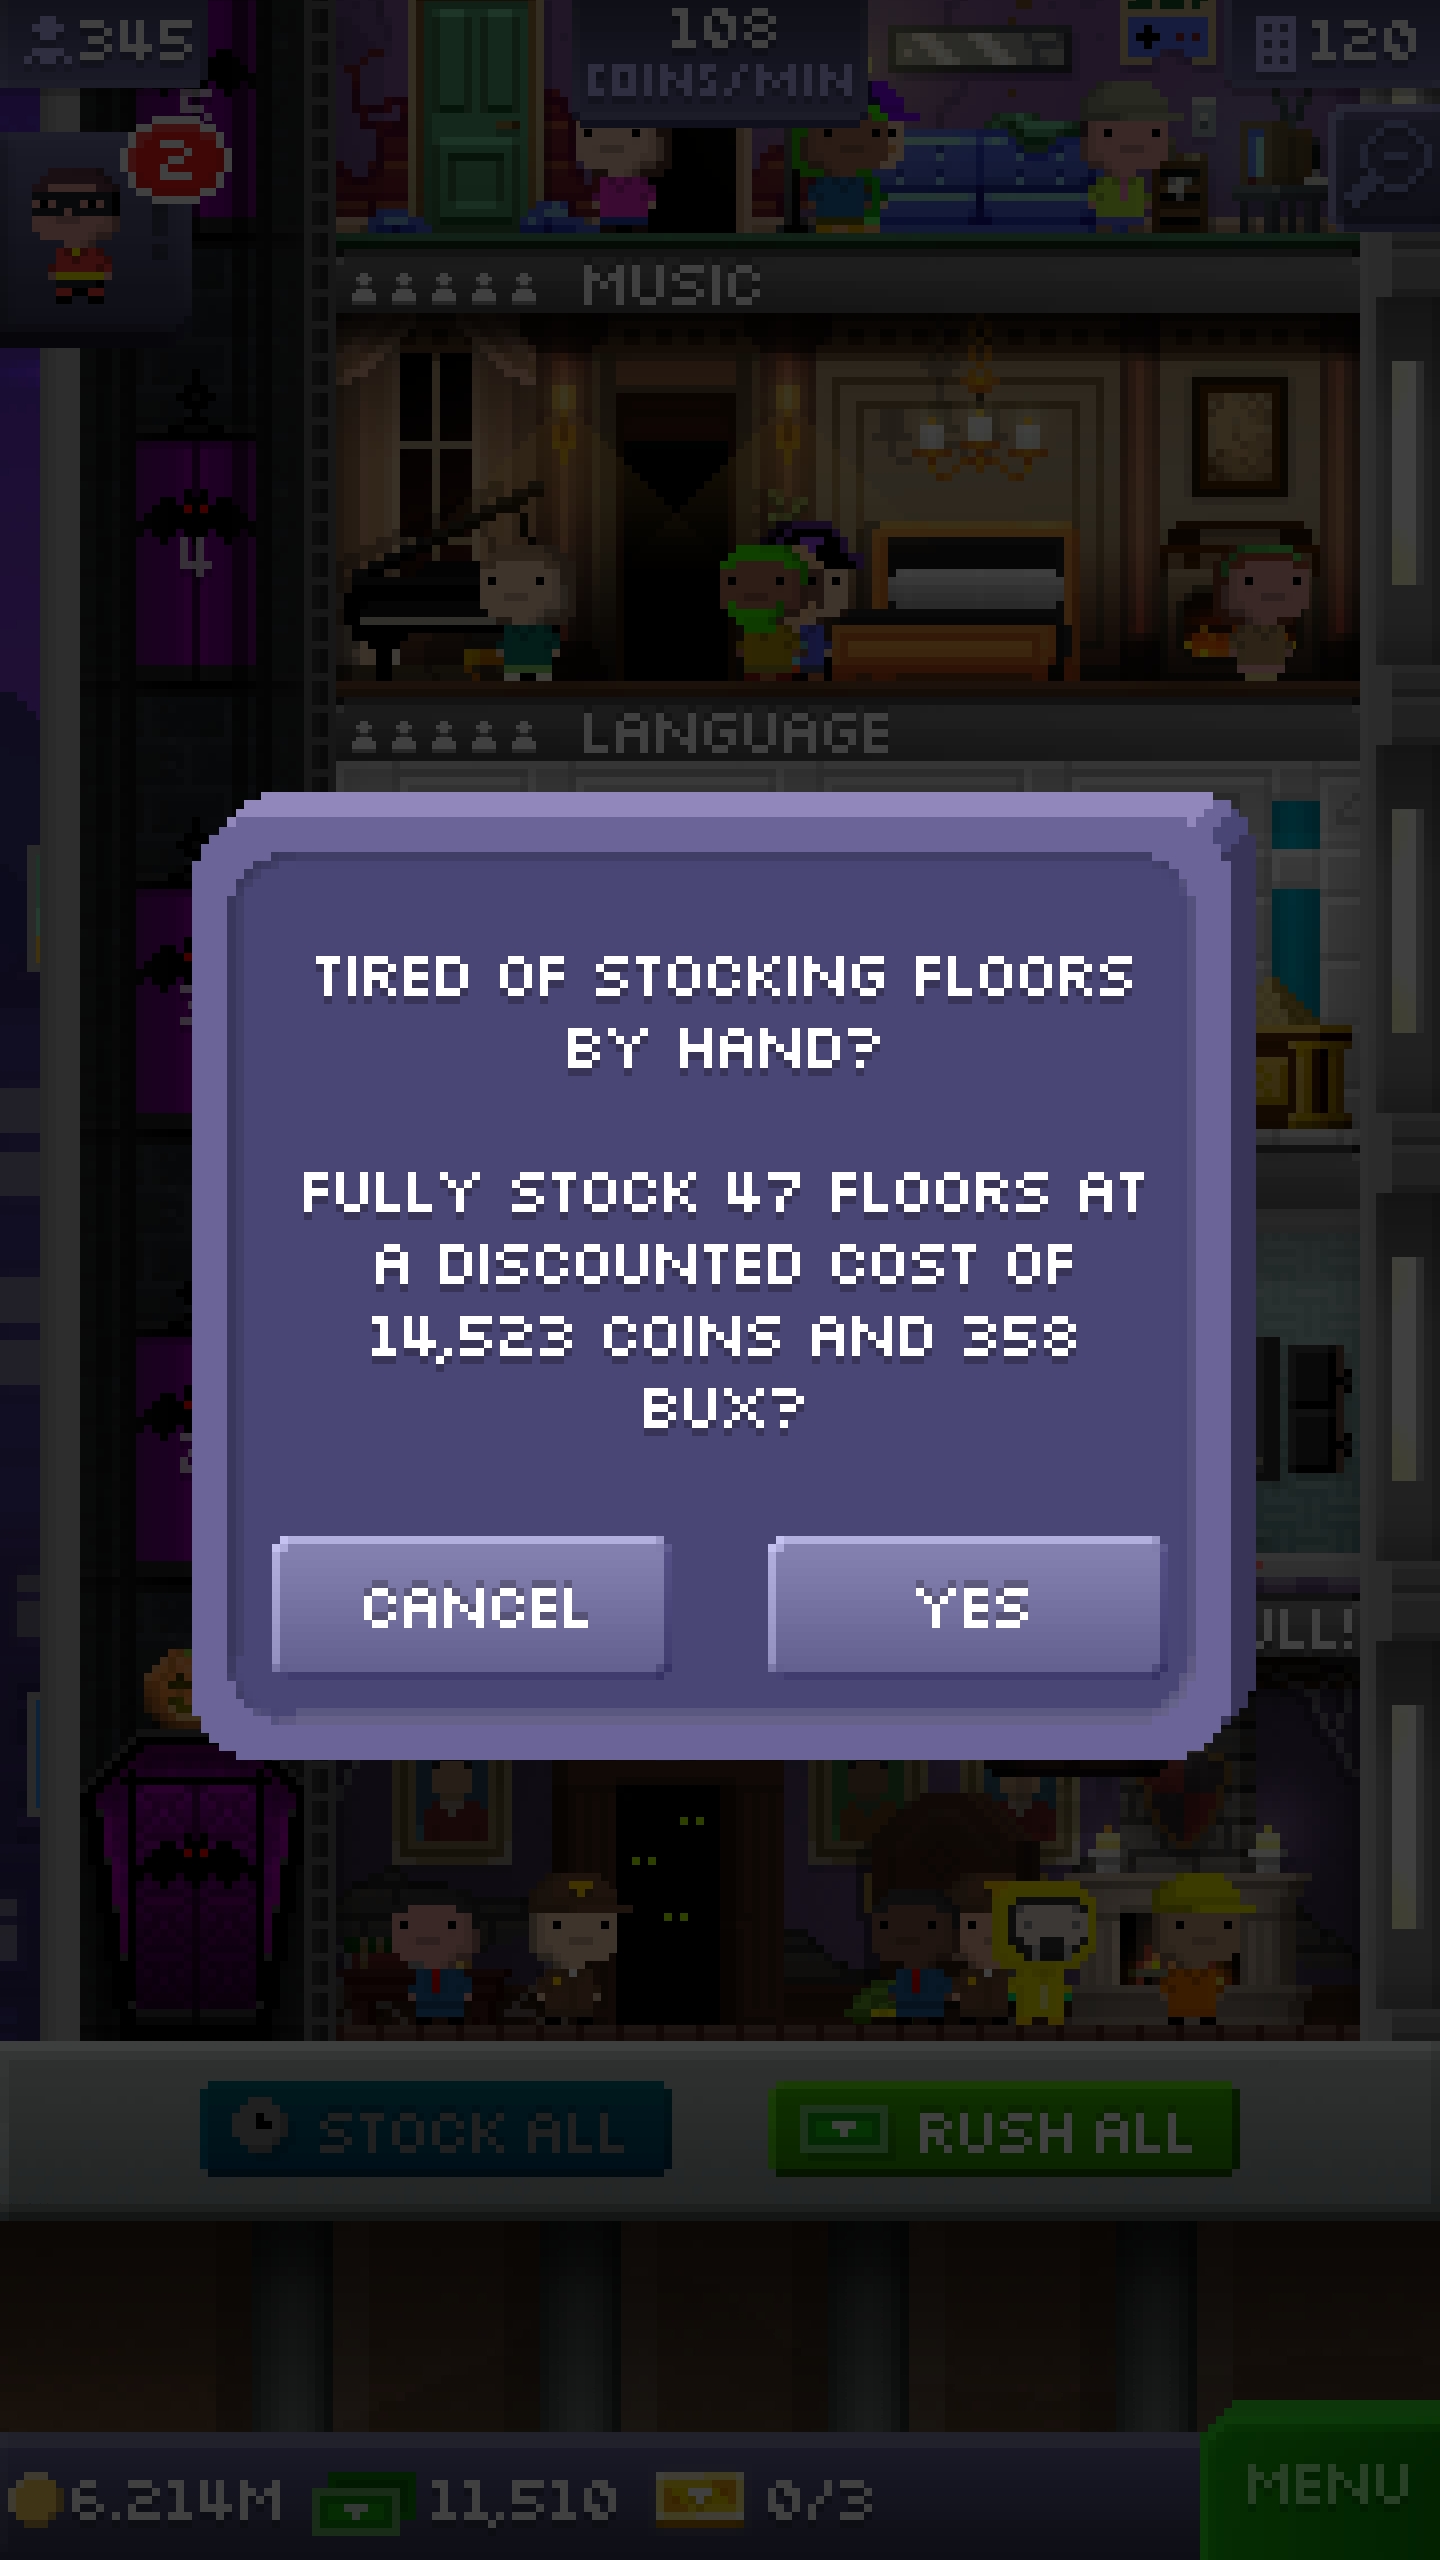 345
108
COINS/MIN
120
5
2
MUSIC
4
LANGUAGE
TIRED OF STOCKING FLOORS
BY HAND?
FULLY STOCK 47 FLOORS AT
A DISCOUNTED COST OF
14,523 COINS AND 358
BUX?
CANCEL
YES
STOCK ALL
RUSH ALL
6.214M
11,510
0/3
MENU